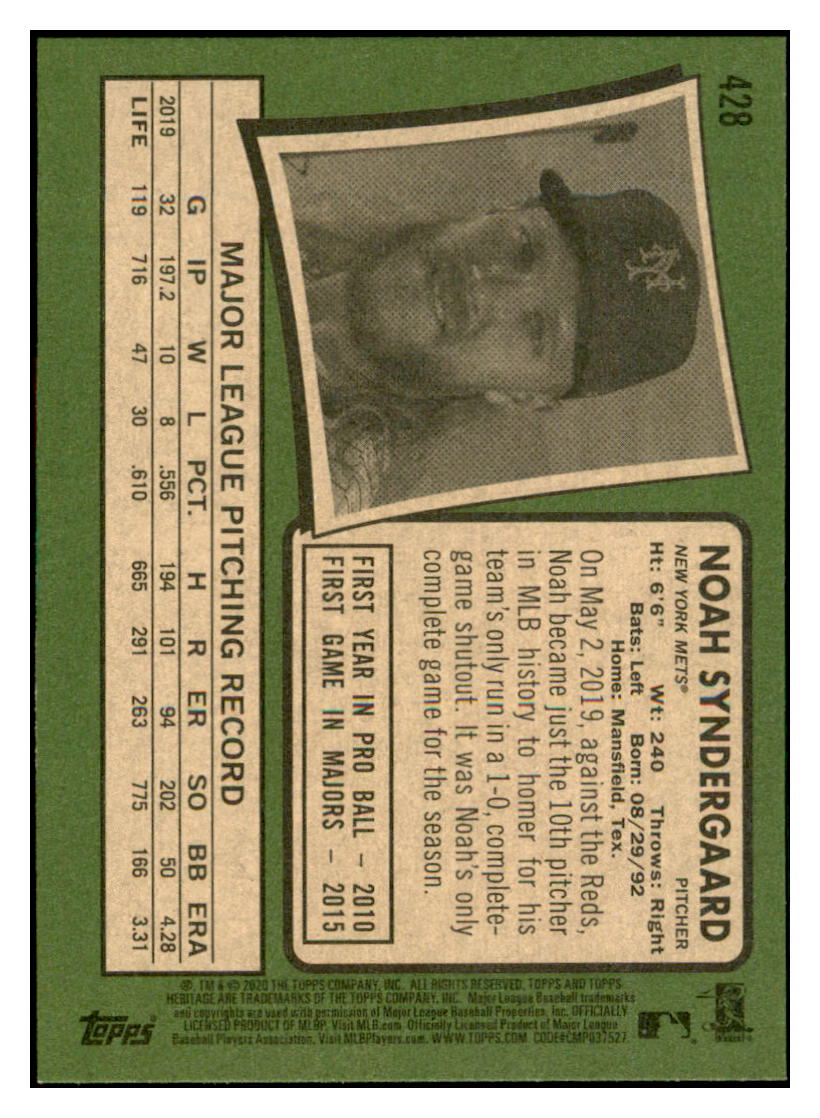 428
NY
NOAH SYNDERGAARD
NEW YORK METS® PITCHER
Ht: 6'6" Wt: 240 Throws: Right
Bats: Left Born: 08/29/92
Home: Mansfield, Tex.
On May 2, 2019, against the Reds,
Noah became just the 10th pitcher
in MLB history to homer for his
team's only run in a 1-0, complete-
game shutout. It was Noah's only
complete game for the season.
FIRST YEAR IN PRO BALL – 2010
FIRST GAME IN MAJORS – 2015
MAJOR LEAGUE PITCHING RECORD
G IP W L PCT. H R ER SO BB ERA
2019 32 197.2 10 8 .556 194 101 94 202 50 4.28
LIFE 119 716 47 30 .610 665 291 263 775 166 3.31
®, TM & © 2020 THE TOPPS COMPANY, INC. ALL RIGHTS RESERVED. TOPPS AND TOPPS
HERITAGE ARE TRADEMARKS OF THE TOPPS COMPANY, INC. Major League Baseball trademarks
and copyrights are used with permission of Major League Baseball Properties, Inc. OFFICIALLY
LICENSED PRODUCT OF MLBP. Visit MLB.com Officially Licensed Product of Major League
Baseball Players Association. Visit MLBPlayers.com. WWW.TOPPS.COM CODE#CMP037527
Topps